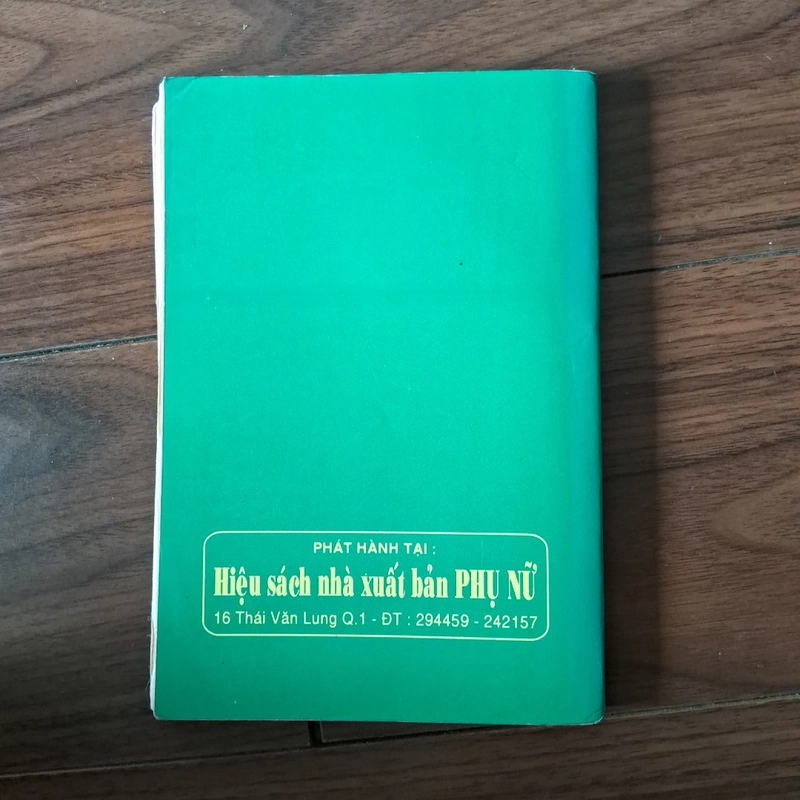 PHÁT HÀNH TẠI :
Hiệu sách nhà xuất bản PHỤ NỮ
16 Thái Văn Lung Q.1 - ĐT : 294459 - 242157